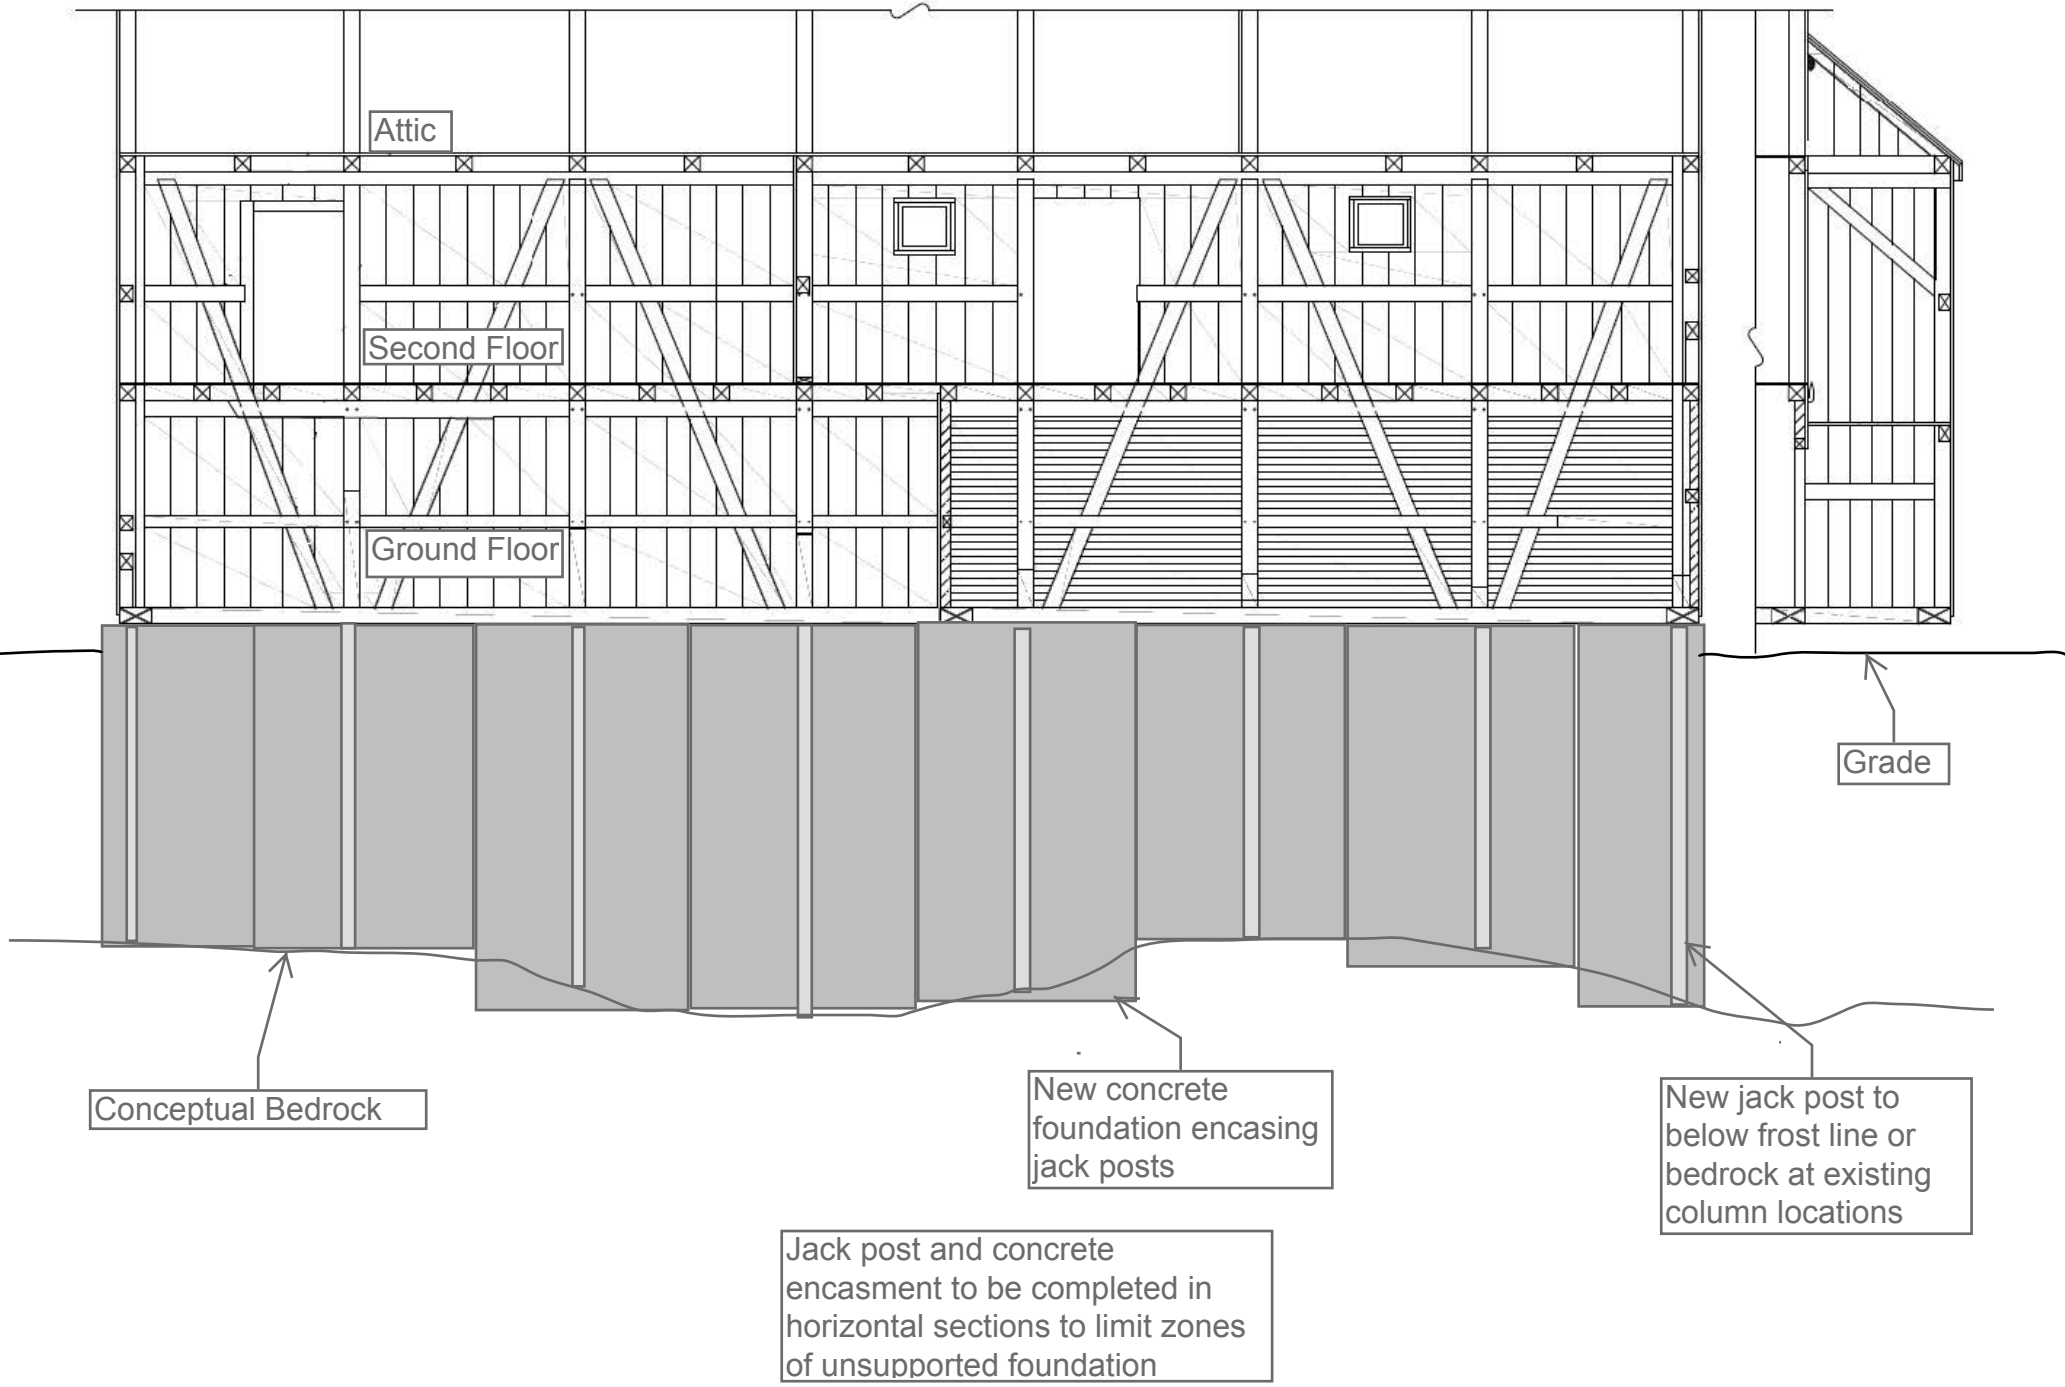 Attic
Second Floor
Ground Floor
Grade
Conceptual Bedrock
New concrete
foundation encasing
jack posts
New jack post to
below frost line or
bedrock at existing
column locations
Jack post and concrete
encasment to be completed in
horizontal sections to limit zones
of unsupported foundation